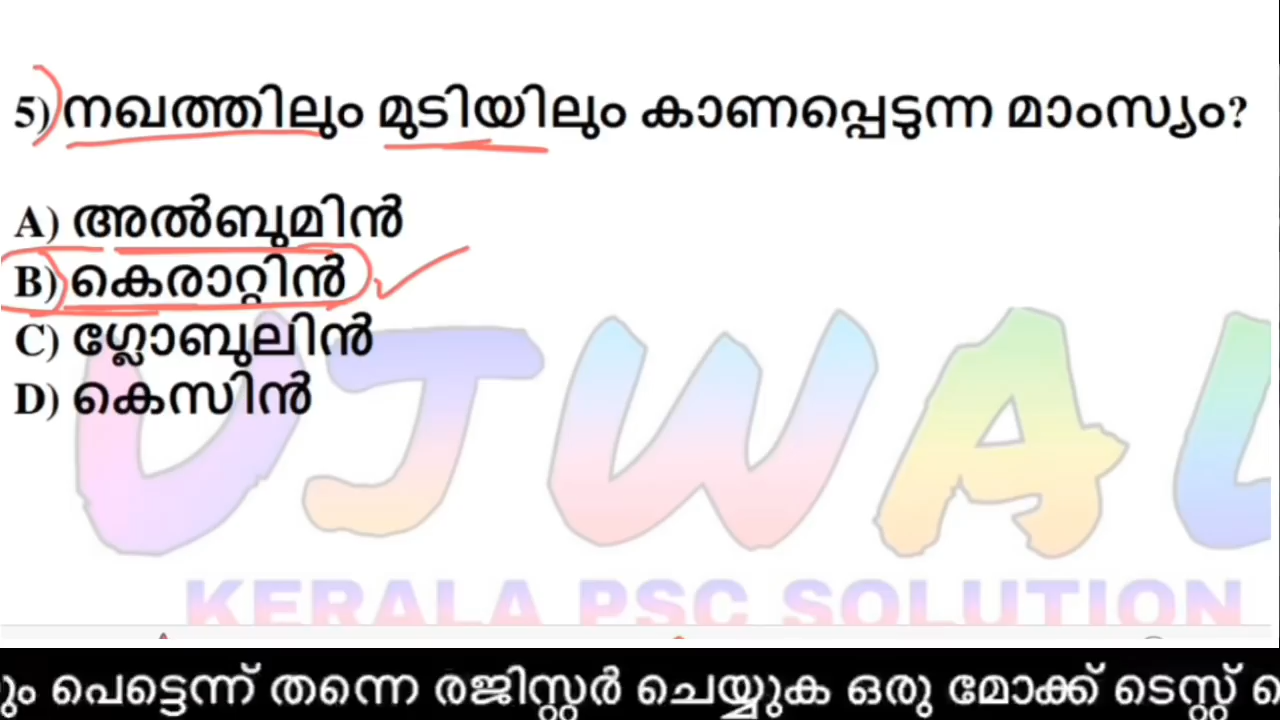 5) നഖത്തിലും മുടിയിലും കാണപ്പെടുന്ന മാംസ്യം?
A) അൽബുമിൻ
B) കെരാറ്റിൻ
C) ഗ്ലോബുലിൻ
D) കെസിൻ
UJWAL
KERALA PSC SOLUTION
പെട്ടെന്ന് തന്നെ രജിസ്റ്റർ ചെയ്യുക ഒരു മോക്ക് ടെസ്റ്റ്